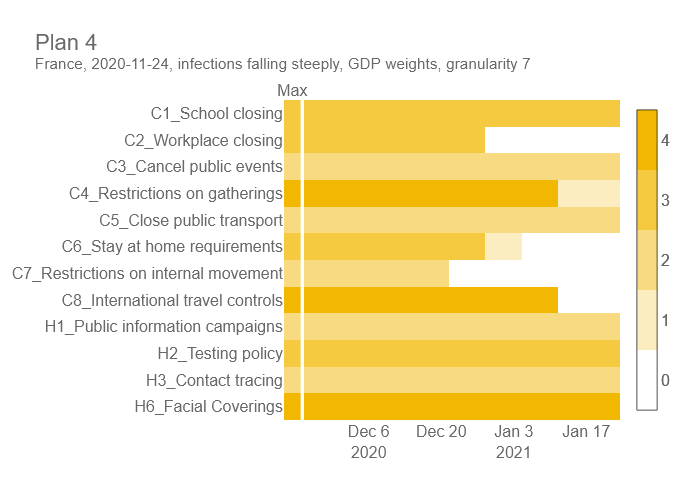 Plan 4
France, 2020-11-24, infections falling steeply, GDP weights, granularity 7
Max
C1_School closing
C2_Workplace closing
C3_Cancel public events
C4_Restrictions on gatherings
C5_Close public transport
C6_Stay at home requirements
C7_Restrictions on internal movement
C8_International travel controls
H1_Public information campaigns
H2_Testing policy
H3_Contact tracing
H6_Facial Coverings
4
3
2
1
0
Dec 6 Dec 20 Jan 3 Jan 17
2020 2021